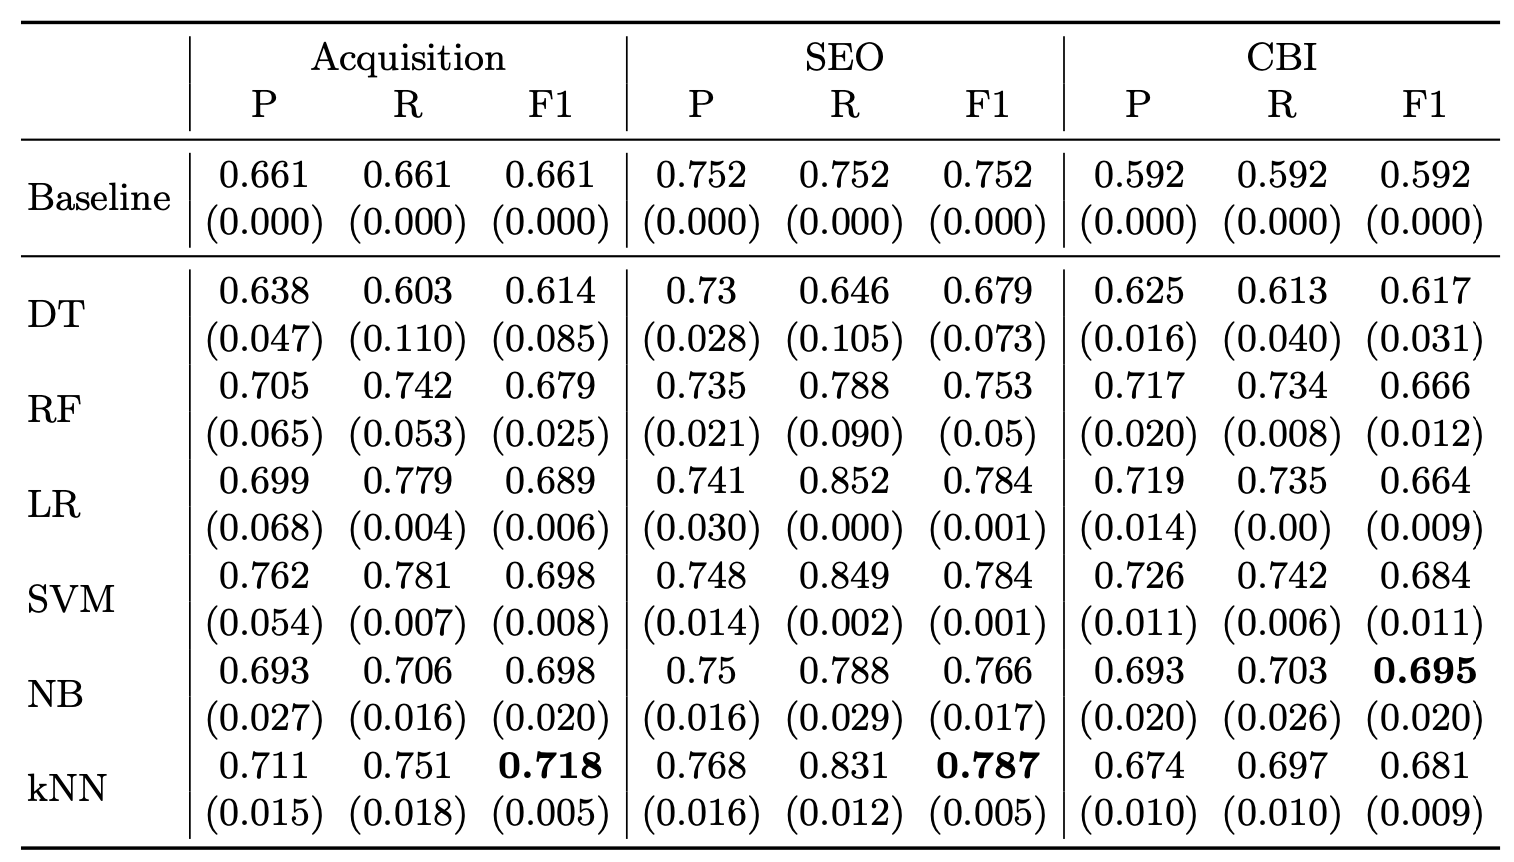 Acquisition SEO CBI
P R F1 P R F1 P R F1
Baseline 0.661 0.661 0.661 0.752 0.752 0.752 0.592 0.592 0.592
(0.000) (0.000) (0.000) (0.000) (0.000) (0.000) (0.000) (0.000) (0.000)
DT 0.638 0.603 0.614 0.73 0.646 0.679 0.625 0.613 0.617
(0.047) (0.110) (0.085) (0.028) (0.105) (0.073) (0.016) (0.040) (0.031)
RF 0.705 0.742 0.679 0.735 0.788 0.753 0.717 0.734 0.666
(0.065) (0.053) (0.025) (0.021) (0.090) (0.05) (0.020) (0.008) (0.012)
LR 0.699 0.779 0.689 0.741 0.852 0.784 0.719 0.735 0.664
(0.068) (0.004) (0.006) (0.030) (0.000) (0.001) (0.014) (0.00) (0.009)
SVM 0.762 0.781 0.698 0.748 0.849 0.784 0.726 0.742 0.684
(0.054) (0.007) (0.008) (0.014) (0.002) (0.001) (0.011) (0.006) (0.011)
NB 0.693 0.706 0.698 0.75 0.788 0.766 0.693 0.703 0.695
(0.027) (0.016) (0.020) (0.016) (0.029) (0.017) (0.020) (0.026) (0.020)
kNN 0.711 0.751 0.718 0.768 0.831 0.787 0.674 0.697 0.681
(0.015) (0.018) (0.005) (0.016) (0.012) (0.005) (0.010) (0.010) (0.009)